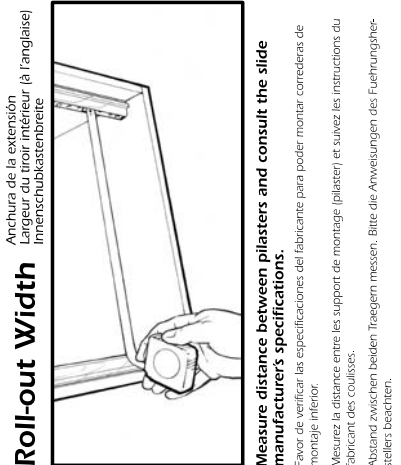 Roll-out Width
Anchura de la extensión
Largeur du tiroir intérieur (à l'anglaise)
Innenschubkastenbreite
Measure distance between pilasters and consult the slide
manufacturer's specifications.
Favor de verificar las especificaciones del fabricante para poder montar correderas de
montaje inferior.
Mesurez la distance entre les support de montage (pilaster) et suivez les instructions du
fabricant des coulisses.
Abstand zwischen beiden Traegern messen. Bitte die Anweisungen des Fuehrungsher-
stellers beachten.